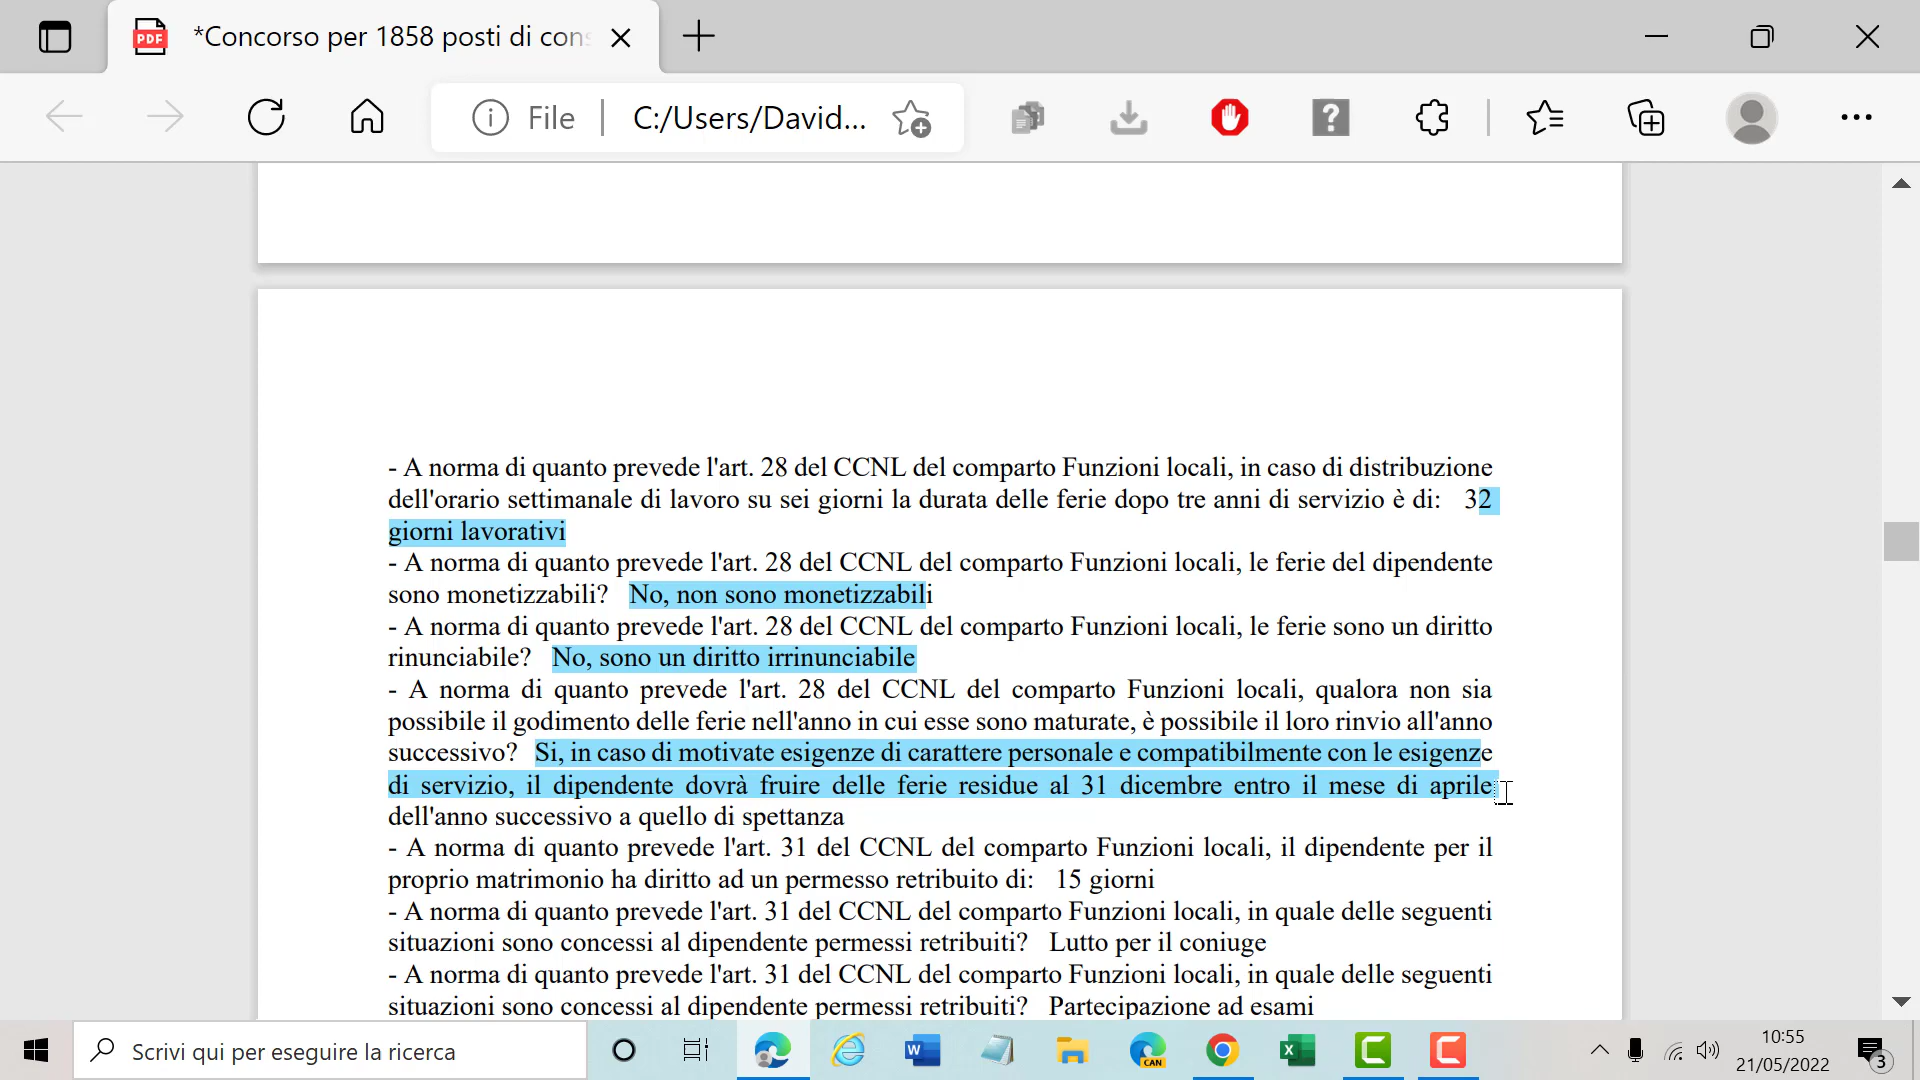 *Concorso per 1858 posti di con
File
C:/Users/David...
- A norma di quanto prevede l'art. 28 del CCNL del comparto Funzioni locali, in caso di distribuzione
dell'orario settimanale di lavoro su sei giorni la durata delle ferie dopo tre anni di servizio è di: 32
giorni lavorativi
- A norma di quanto prevede l'art. 28 del CCNL del comparto Funzioni locali, le ferie del dipendente
sono monetizzabili? No, non sono monetizzabili
- A norma di quanto prevede l'art. 28 del CCNL del comparto Funzioni locali, le ferie sono un diritto
rinunciabile? No, sono un diritto irrinunciabile
- A norma di quanto prevede l'art. 28 del CCNL del comparto Funzioni locali, qualora non sia
possibile il godimento delle ferie nell'anno in cui esse sono maturate, è possibile il loro rinvio all'anno
successivo? Si, in caso di motivate esigenze di carattere personale e compatibilmente con le esigenze
di servizio, il dipendente dovrà fruire delle ferie residue al 31 dicembre entro il mese di aprile
dell'anno successivo a quello di spettanza
- A norma di quanto prevede l'art. 31 del CCNL del comparto Funzioni locali, il dipendente per il
proprio matrimonio ha diritto ad un permesso retribuito di: 15 giorni
- A norma di quanto prevede l'art. 31 del CCNL del comparto Funzioni locali, in quale delle seguenti
situazioni sono concessi al dipendente permessi retribuiti? Lutto per il coniuge
- A norma di quanto prevede l'art. 31 del CCNL del comparto Funzioni locali, in quale delle seguenti
situazioni sono concessi al dipendente permessi retribuiti? Partecipazione ad esami
Scrivi qui per eseguire la ricerca
CAN
10:55
21/05/2022
3